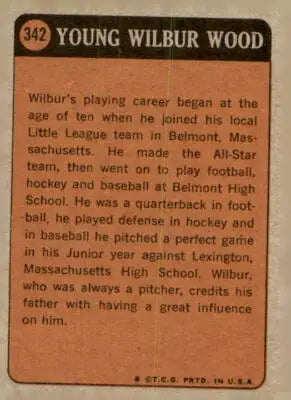 342 YOUNG WILBUR WOOD
Wilbur's playing career began at the
age of ten when he joined his local
Little League team in Belmont, Mas-
sachusetts. He made the All-Star
team, then went on to play football,
hockey and baseball at Belmont High
School. He was a quarterback in foot-
ball, he played defense in hockey and
in baseball he pitched a perfect game
in his Junior year against Lexington,
Massachusetts High School. Wilbur,
who was always a pitcher, credits his
father with having a great influence
on him.
©T.C.G. PRTD. IN U.S.A.